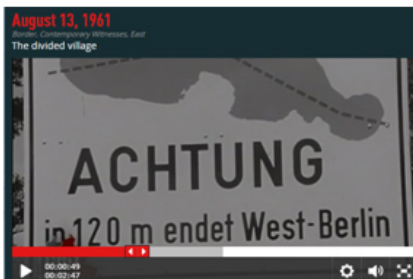 August 13, 1961
Border, Contemporary Witnesses, East
The divided village
ACHTUNG
in 120 m endet West-Berlin
00:00:49
00:02:47